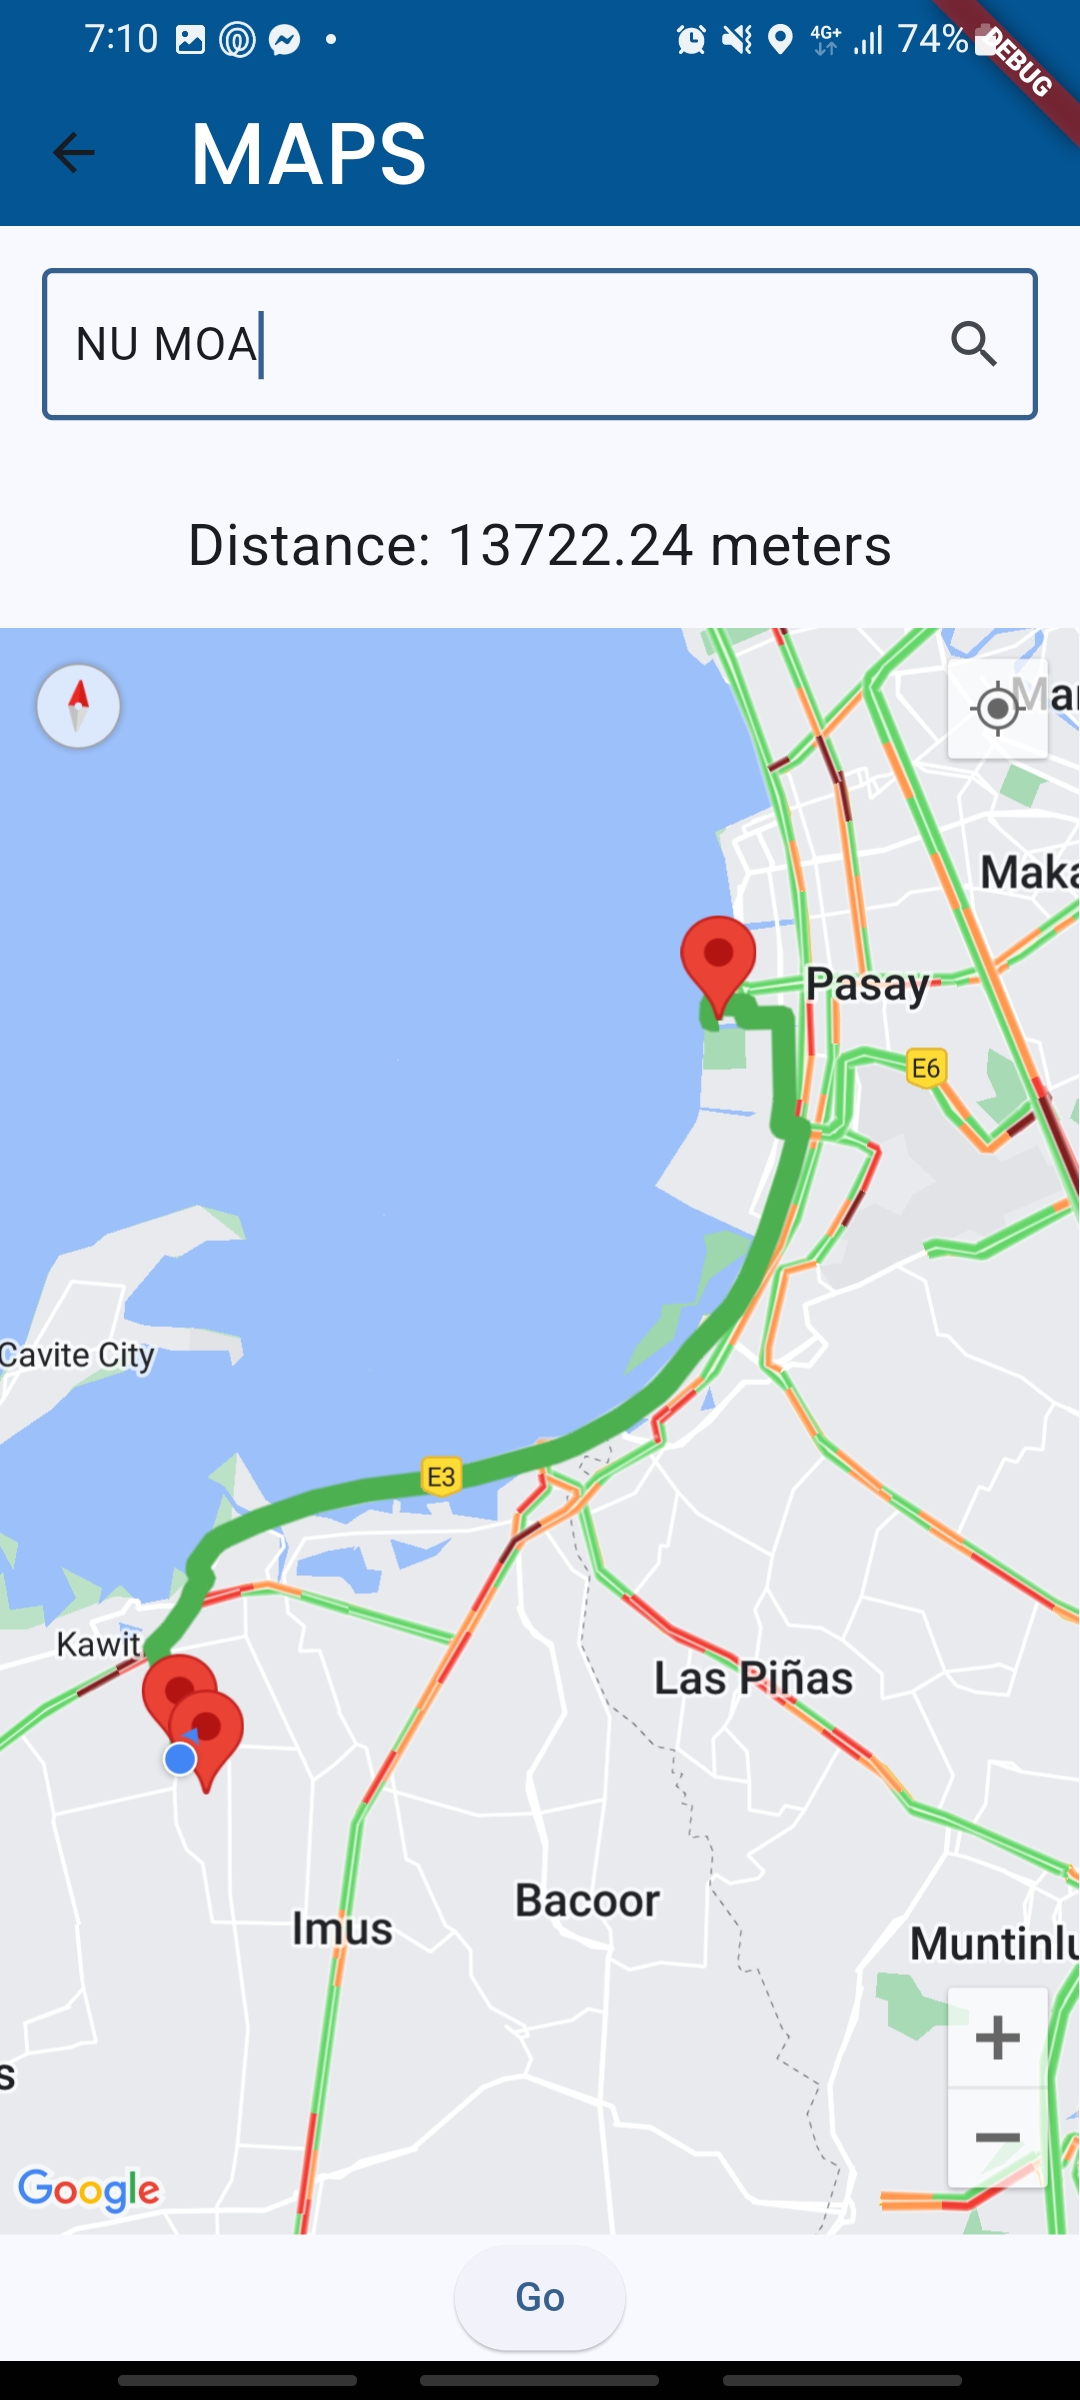 7:10
4G+
74%
DEBUG
MAPS
NU MOA
Distance: 13722.24 meters
Maka
Pasay
E6
Cavite City
E3
Kawit
Las Piñas
Bacoor
Imus
Muntinlu
s
Google
Go